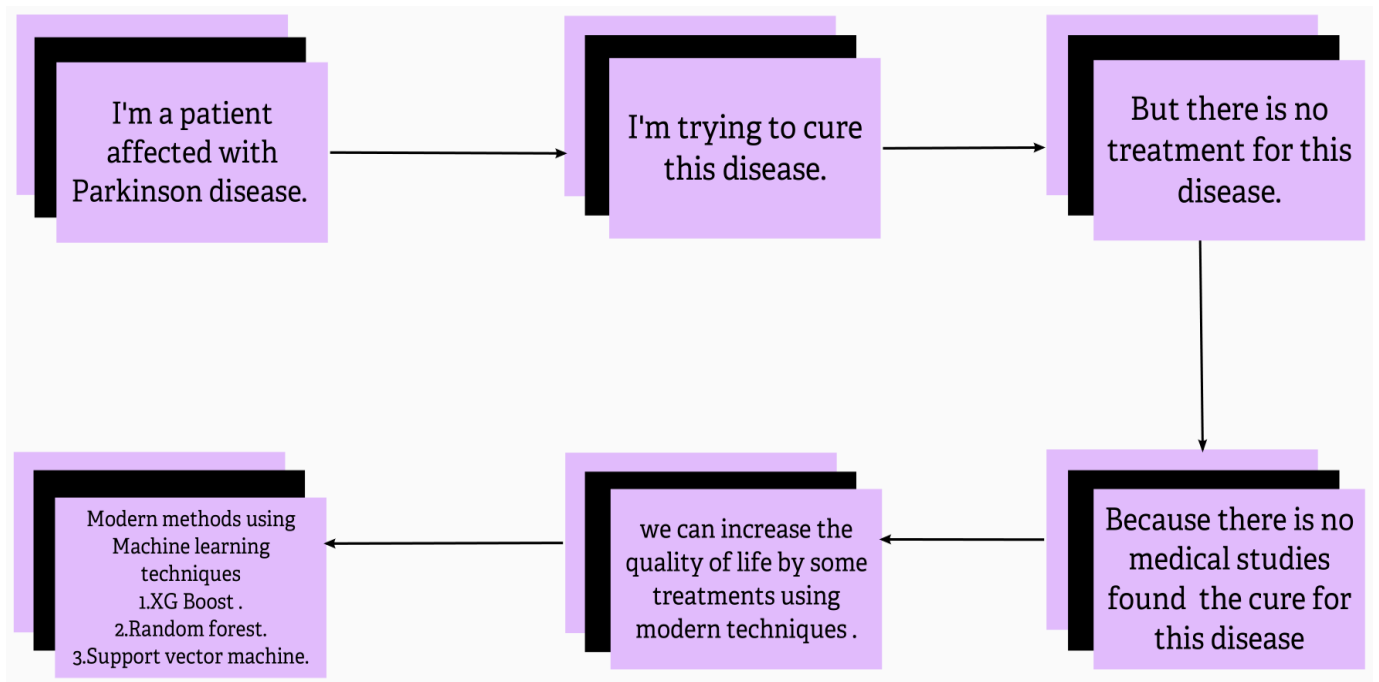 I'm a patient
affected with
Parkinson disease.
I'm trying to cure
this disease.
But there is no
treatment for this
disease.
Because there is no
medical studies
found  the cure for
this disease
we can increase the
quality of life by some
treatments using
modern techniques .
Modern methods using
Machine learning
techniques
1.XG Boost .
2.Random forest.
3.Support vector machine.